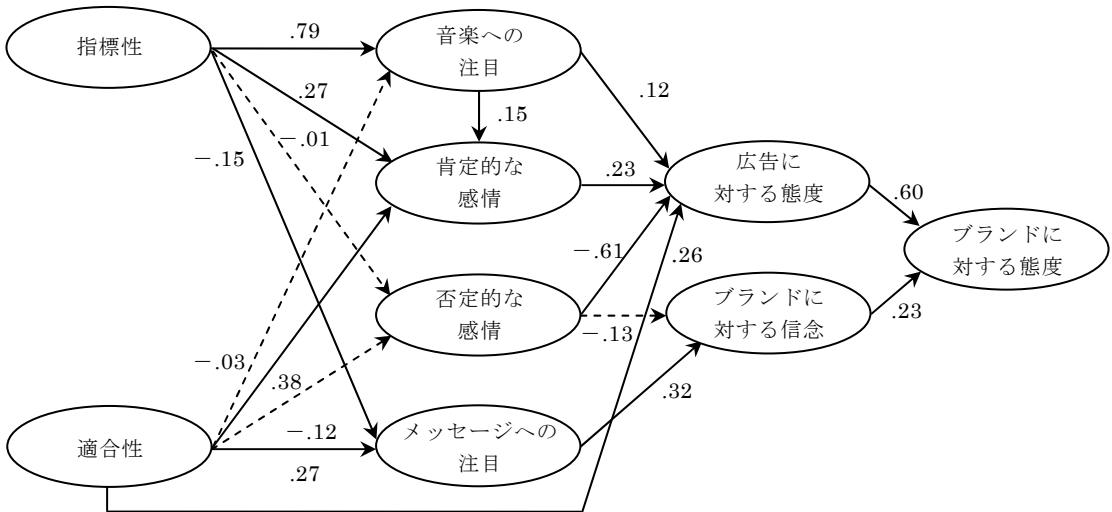 指標性
.79
音楽への
注目
.12
.27
.15
−.01
−.15
肯定的な
感情
.23
広告に
対する態度
.60
ブランドに
対する態度
−.61
.26
否定的な
感情
−.13
ブランドに
対する信念
.23
−.03
.38
.32
適合性
−.12
.27
メッセージへの
注目